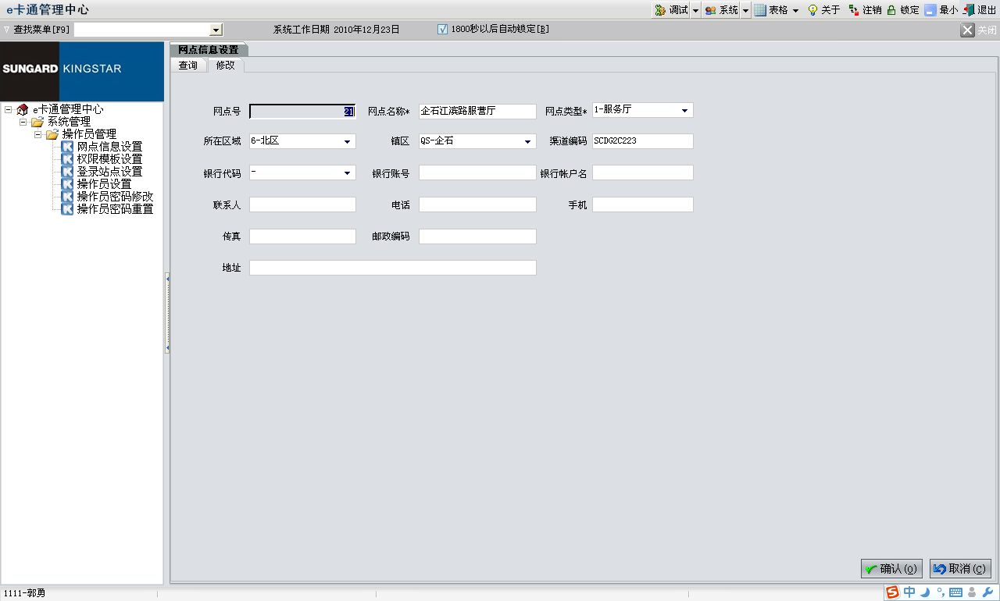 e卡通管理中心 调试 系统 表格 关于 注销 锁定 最小 退出
查找菜单[F9] 系统工作日期 2010年12月23日 1800秒以后自动锁定[B] 关闭
SUNGARD KINGSTAR
网点信息设置
查询 修改
e卡通管理中心
系统管理
操作员管理
网点信息设置
权限模板设置
登录站点设置
操作员设置
操作员密码修改
操作员密码重置
网点号 21 网点名称* 企石江滨路服营厅 网点类型* 1-服务厅
所在区域 6-北区 镇区 QS-企石 渠道编码 SCDG2C223
银行代码 - 银行账号 银行帐户名
联系人 电话 手机
传真 邮政编码
地址
确认(O) 取消(C)
1111-郭勇 中